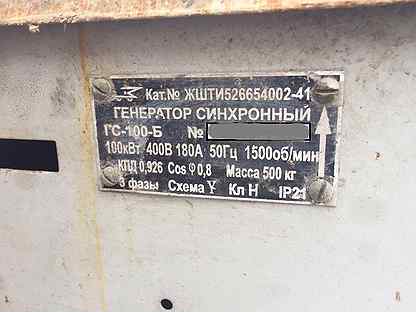 Кат.№ ЖШТИ526654002-41
ГЕНЕРАТОР СИНХРОННЫЙ
ГС-100-Б №
100кВт 400В 180А 50Гц 1500об/мин
КПД 0,926 Cos φ 0,8 Масса 500 кг
3 фазы Схема Y Кл Н IP21